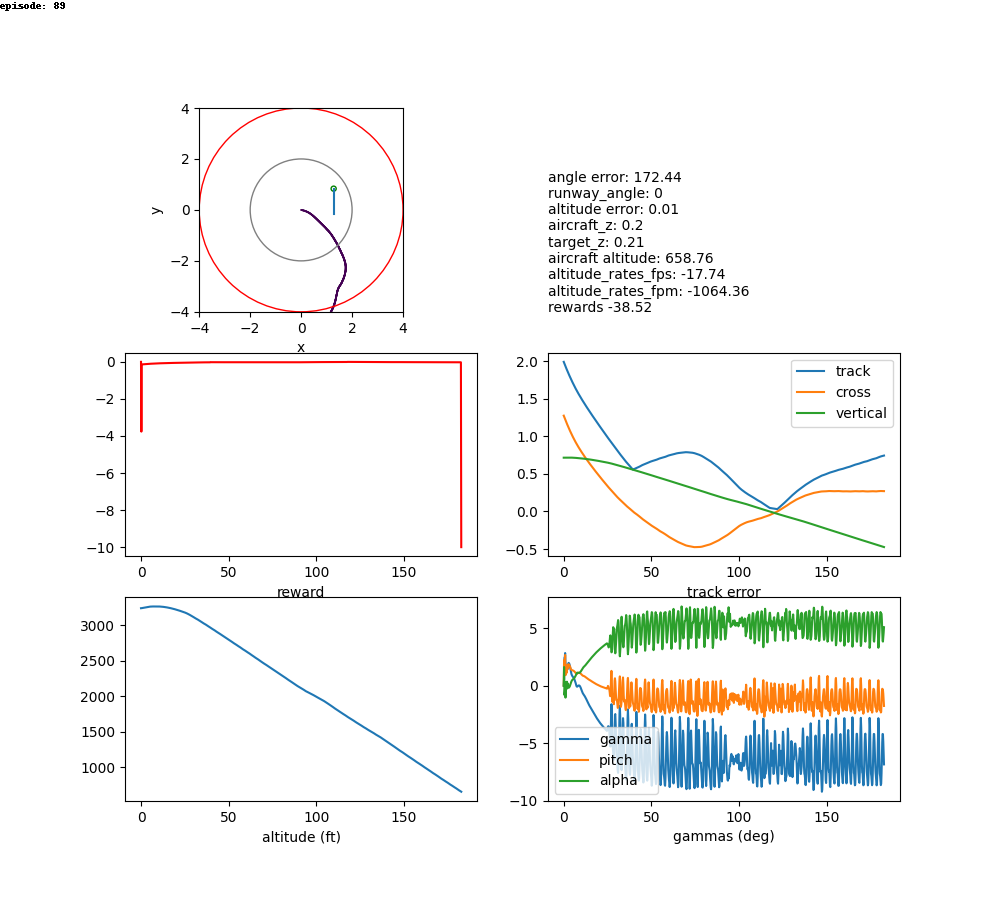 episode: 89
4
2
0
−2
−4
y
−4 −2 0 2 4
x
angle error: 172.44
runway_angle: 0
altitude error: 0.01
aircraft_z: 0.2
target_z: 0.21
aircraft altitude: 658.76
altitude_rates_fps: -17.74
altitude_rates_fpm: -1064.36
rewards -38.52
0
−2
−4
−6
−8
−10
0 50 100 150
reward
2.0
1.5
1.0
0.5
0.0
−0.5
track
cross
vertical
0 50 100 150
track error
3000
2500
2000
1500
1000
0 50 100 150
altitude (ft)
5
0
−5
−10
gamma
pitch
alpha
0 50 100 150
gammas (deg)